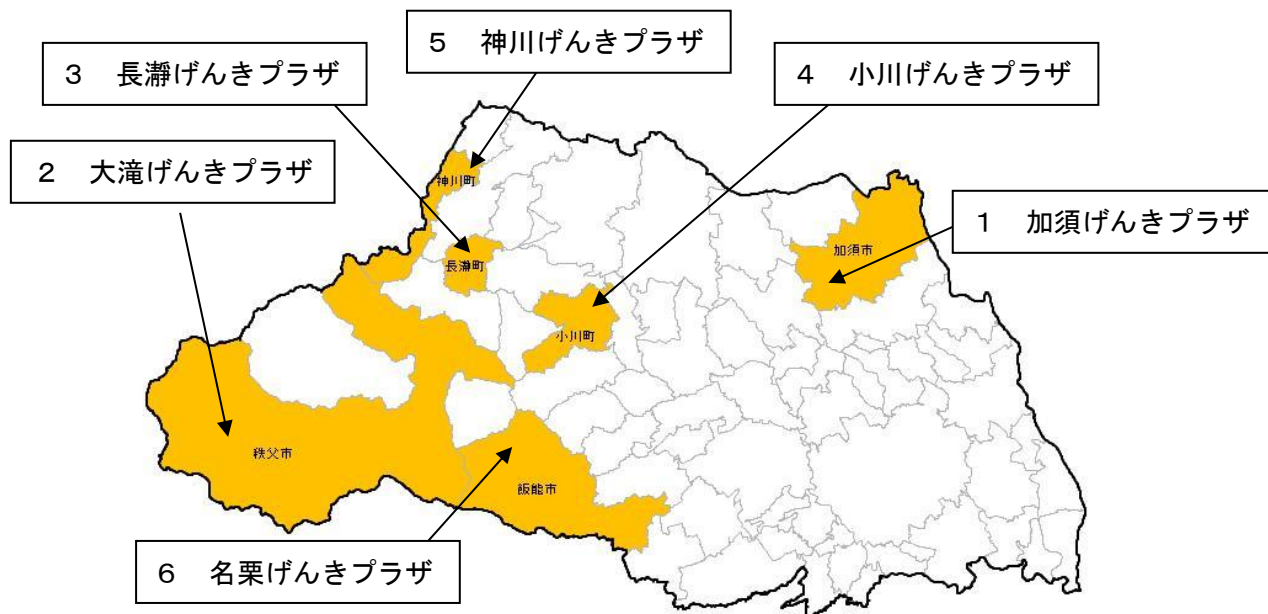 ５　神川げんきプラザ
３　長瀞げんきプラザ
４　小川げんきプラザ
２　大滝げんきプラザ
神川町
１　加須げんきプラザ
加須市
長瀞町
小川町
秩父市
飯能市
６　名栗げんきプラザ